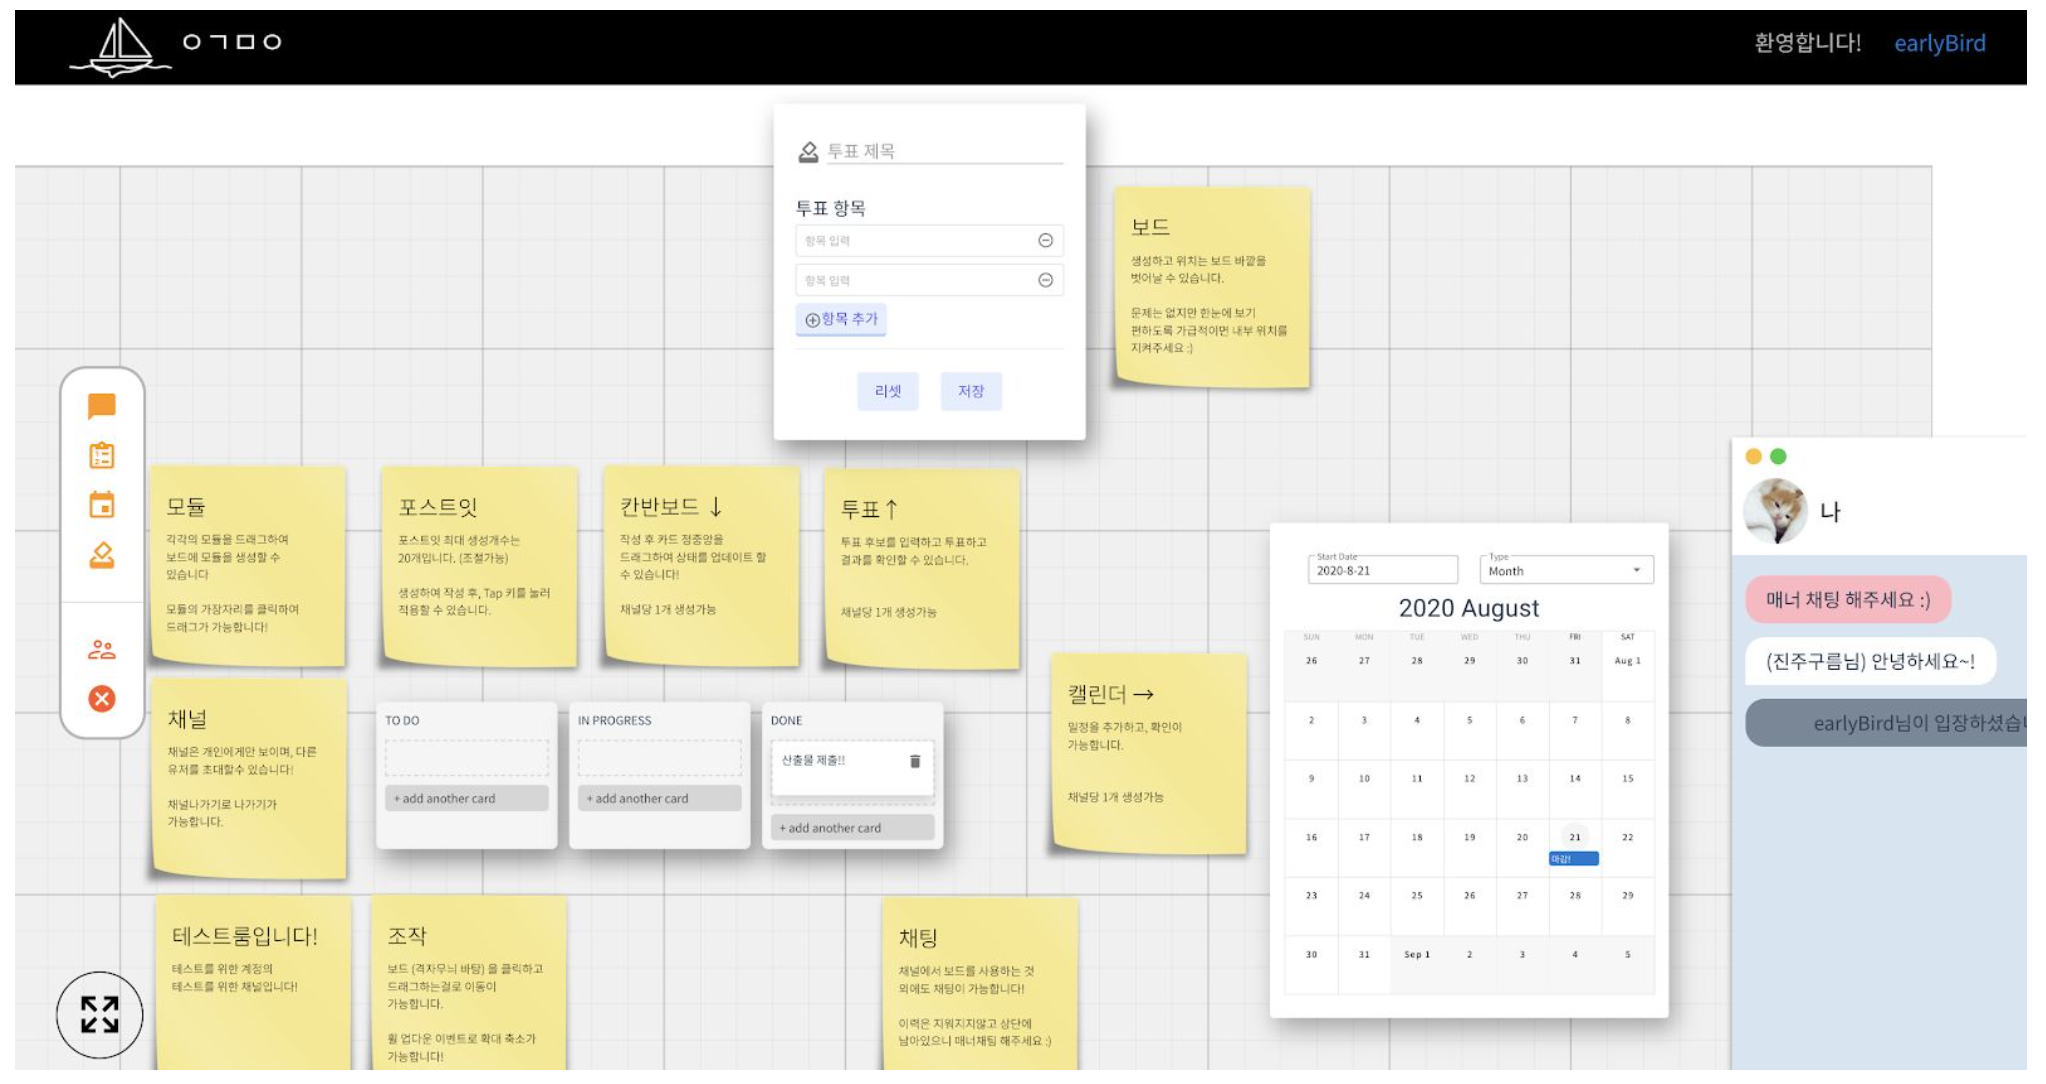 ㅇㄱㅁㅇ
환영합니다!
earlyBird
투표 제목
투표 항목
항목 입력
항목 입력
항목 추가
리셋
저장
보드
생성하고 위치는 보드 바깥을
벗어날 수 있습니다.
문제는 없지만 한눈에 보기
편하도록 가급적이면 내부 위치를
지켜주세요 :)
모듈
각각의 모듈을 드래그하여
보드에 모듈을 생성할 수
있습니다
모듈의 가장자리를 클릭하여
드래그가 가능합니다!
포스트잇
포스트잇 최대 생성개수는
20개입니다. (조절가능)
생성하여 작성 후, Tap 키를 눌러
적용할 수 있습니다.
칸반보드 ↓
작성 후 카드 정중앙을
드래그하여 상태를 업데이트 할
수 있습니다!
채널당 1개 생성가능
투표 ↑
투표 후보를 입력하고 투표하고
결과를 확인할 수 있습니다.
채널당 1개 생성가능
채널
채널은 개인에게만 보이며, 다른
유저를 초대할수 있습니다!
채널나가기로 나가기가
가능합니다.
TO DO
+ add another card
IN PROGRESS
+ add another card
DONE
산출물 제출!!
+ add another card
캘린더 →
일정을 추가하고, 확인이
가능합니다.
채널당 1개 생성가능
Start Date
2020-8-21
Type
Month
2020 August
SUN MON TUE WED THU FRI SAT
26 27 28 29 30 31 Aug 1
2 3 4 5 6 7 8
9 10 11 12 13 14 15
16 17 18 19 20 21 22
마감!
23 24 25 26 27 28 29
30 31 Sep 1 2 3 4 5
나
매너 채팅 해주세요 :)
(진주구름님) 안녕하세요~!
earlyBird님이 입장하셨습
테스트룸입니다!
테스트를 위한 계정의
테스트를 위한 채널입니다!
조작
보드 (격자무늬 바탕) 을 클릭하고
드래그하는걸로 이동이
가능합니다.
휠 업다운 이벤트로 확대 축소가
가능합니다!
채팅
채널에서 보드를 사용하는 것
외에도 채팅이 가능합니다!
이력은 지워지지않고 상단에
남아있으니 매너채팅 해주세요 :)